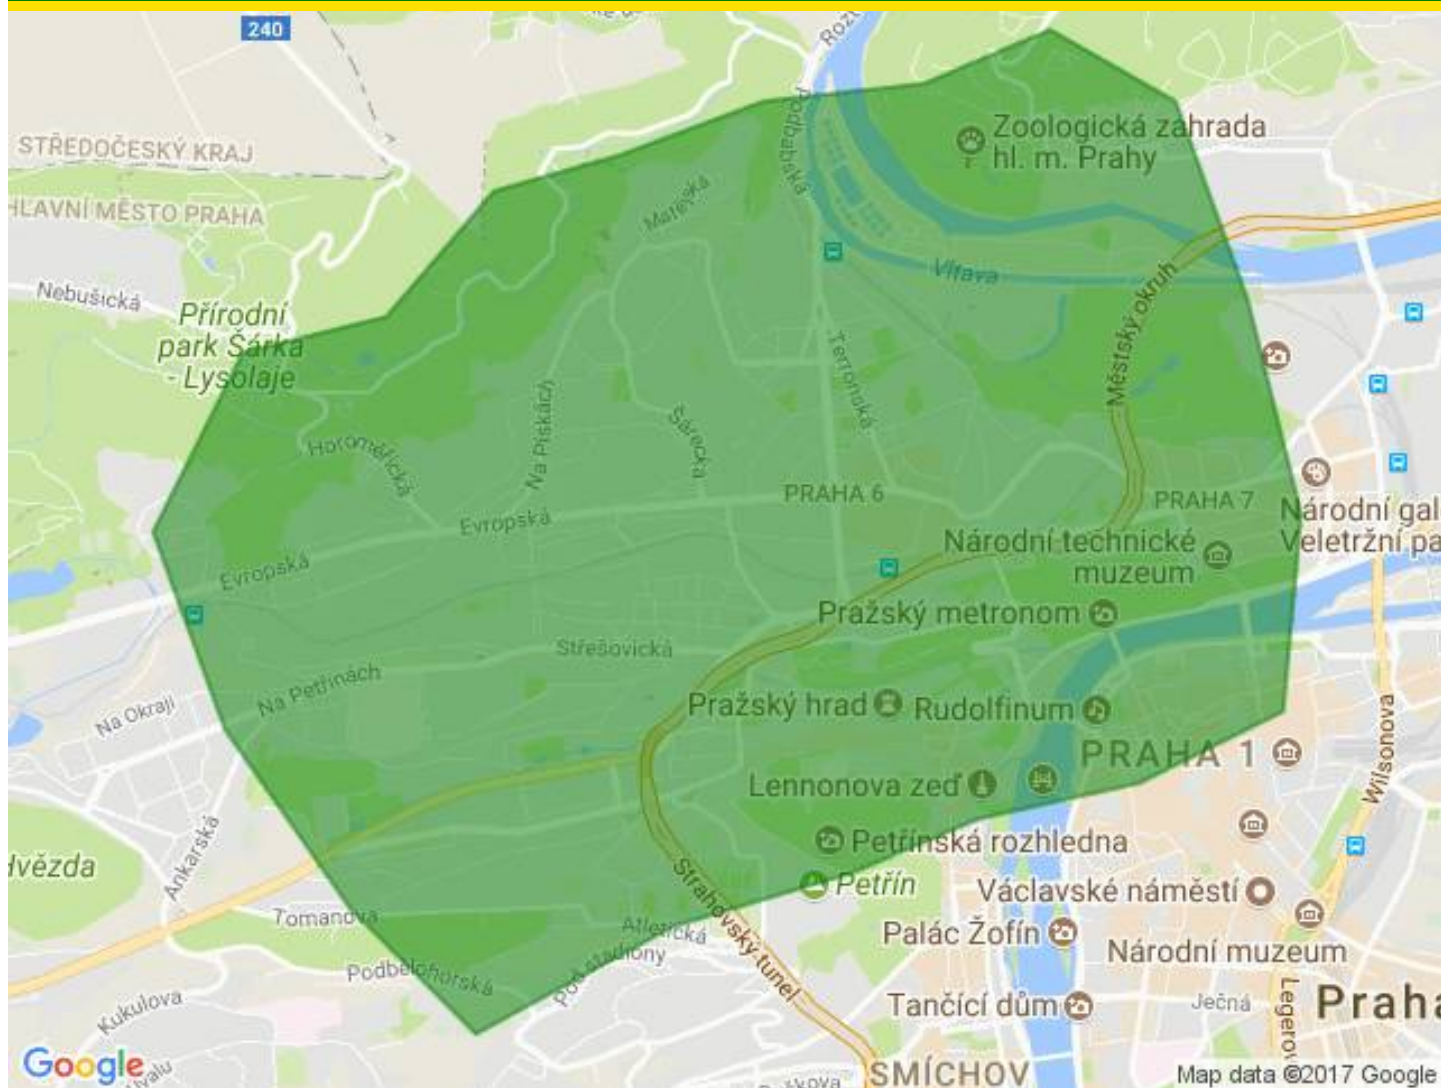 240
Zoologická zahrada
hl. m. Prahy
STŘEDOČESKÝ KRAJ
Podbabská
Matejská
HLAVNÍ MĚSTO PRAHA
Vltava
Nebušická
Přírodní
park Šárka
- Lysolaje
Městský okruh
Terronská
Na Pískách
Šárecká
Horoměřická
PRAHA 6
PRAHA 7
Evropská
Národní gal
Veletržní pa
Národní technické
muzeum
Evropská
Pražský metronom
Střešovická
Na Petřinách
Na Okraji
Pražský hrad
Rudolfinum
PRAHA 1
Wilsonova
Lennonova zeď
Petřínská rozhledna
Ankarská
Hvězda
Petřín
Václavské náměstí
Strahovský tunel
Tomanova
Atletická
Palác Žofín
Národní muzeum
Pod stadiony
Podbělohorská
Kukulova
Tančící dům
Ječná
Praha
SMÍCHOV
Google
Map data ©2017 Google